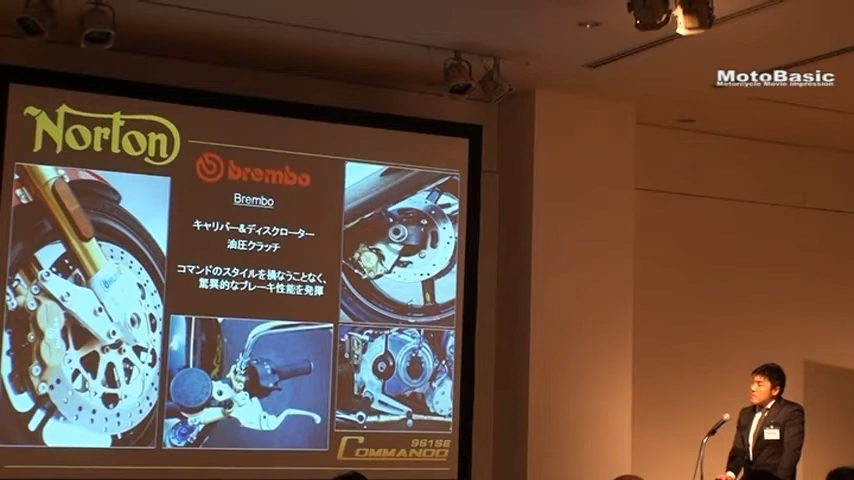 MotoBasic
Motorcycle Movie Impression
Norton
brembo
Brembo
キャリパー&ディスクローター
油圧クラッチ
コマンドのスタイルを損なうことなく、
驚異的なブレーキ性能を発揮
961SE
COMMANDO